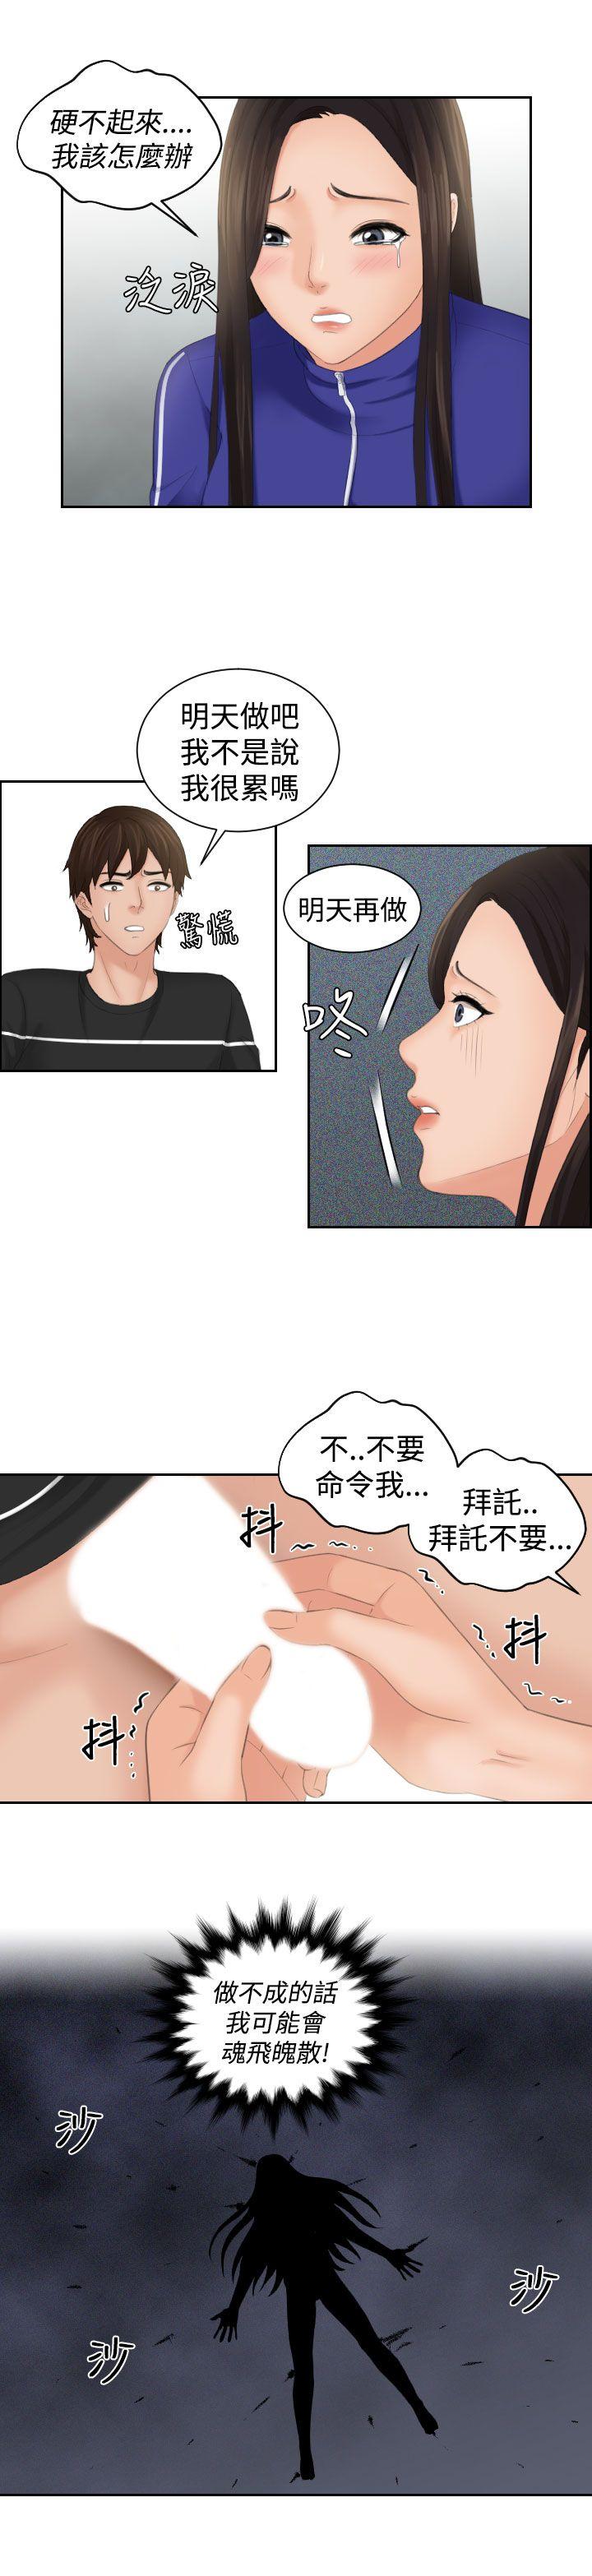 硬不起來....
我該怎麼辦
泛淚
明天做吧
我不是說
我很累嗎
驚慌
明天再做
咚
不..不要
命令我...
拜託..
拜託不要...
抖
抖
抖
做不成的話
我可能會
魂飛魄散!
沙
沙
沙